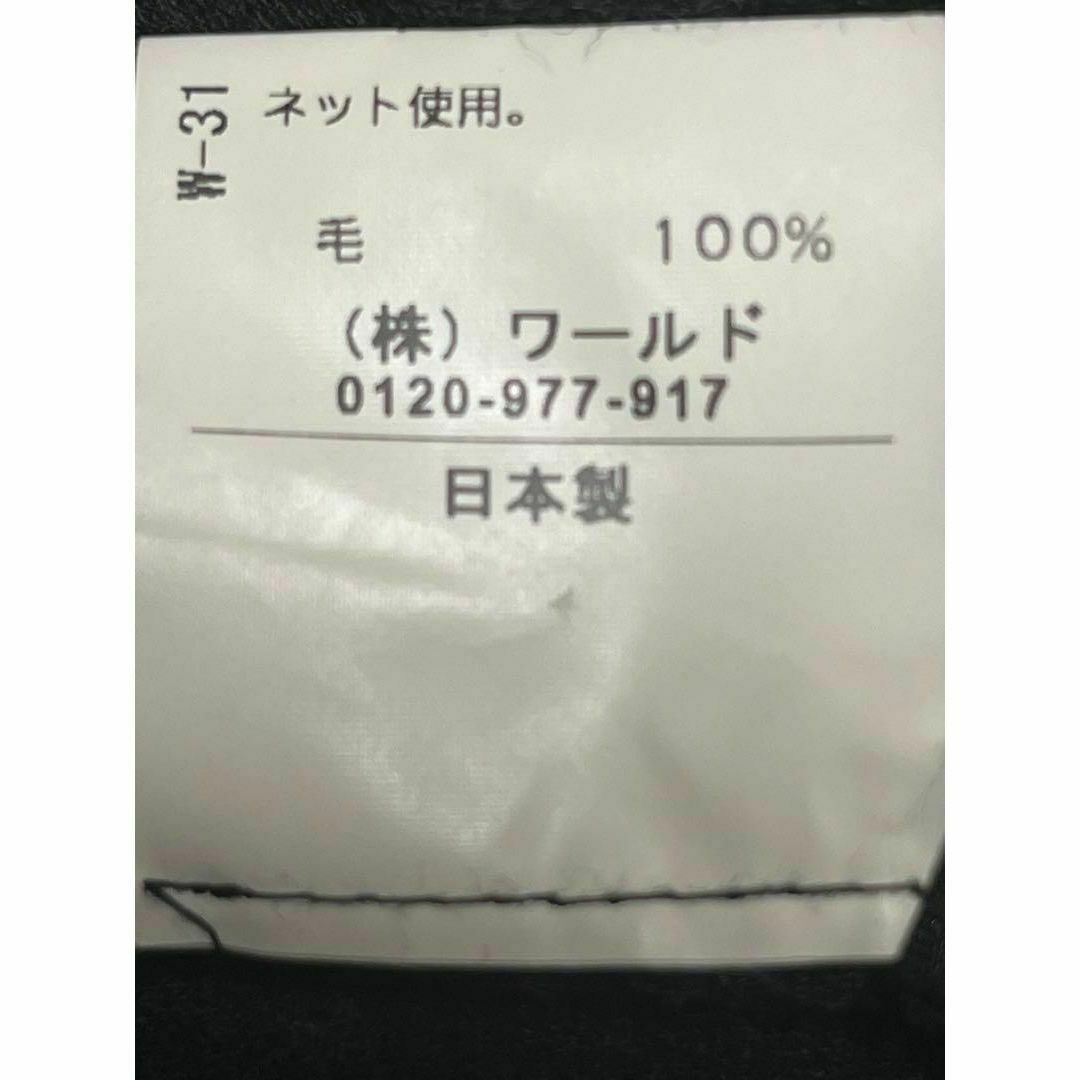 W-31
ネット使用。
毛 100%
(株) ワールド
0120-977-917
日本製